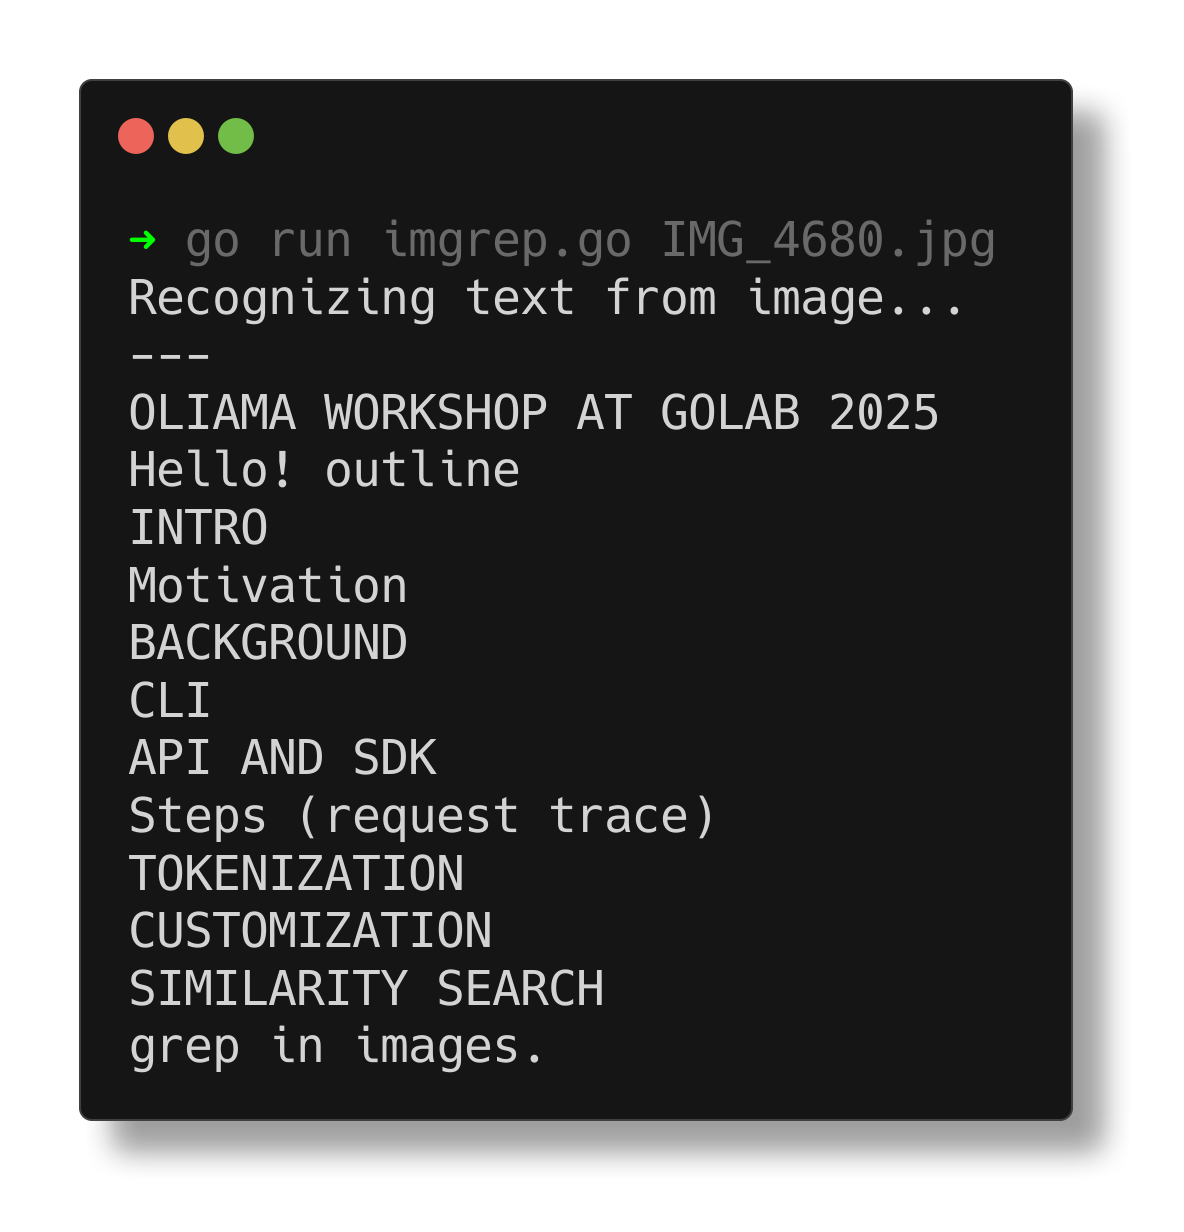 ➜ go run imgrep.go IMG_4680.jpg
Recognizing text from image...
---
OLIAMA WORKSHOP AT GOLAB 2025
Hello! outline
INTRO
Motivation
BACKGROUND
CLI
API AND SDK
Steps (request trace)
TOKENIZATION
CUSTOMIZATION
SIMILARITY SEARCH
grep in images.